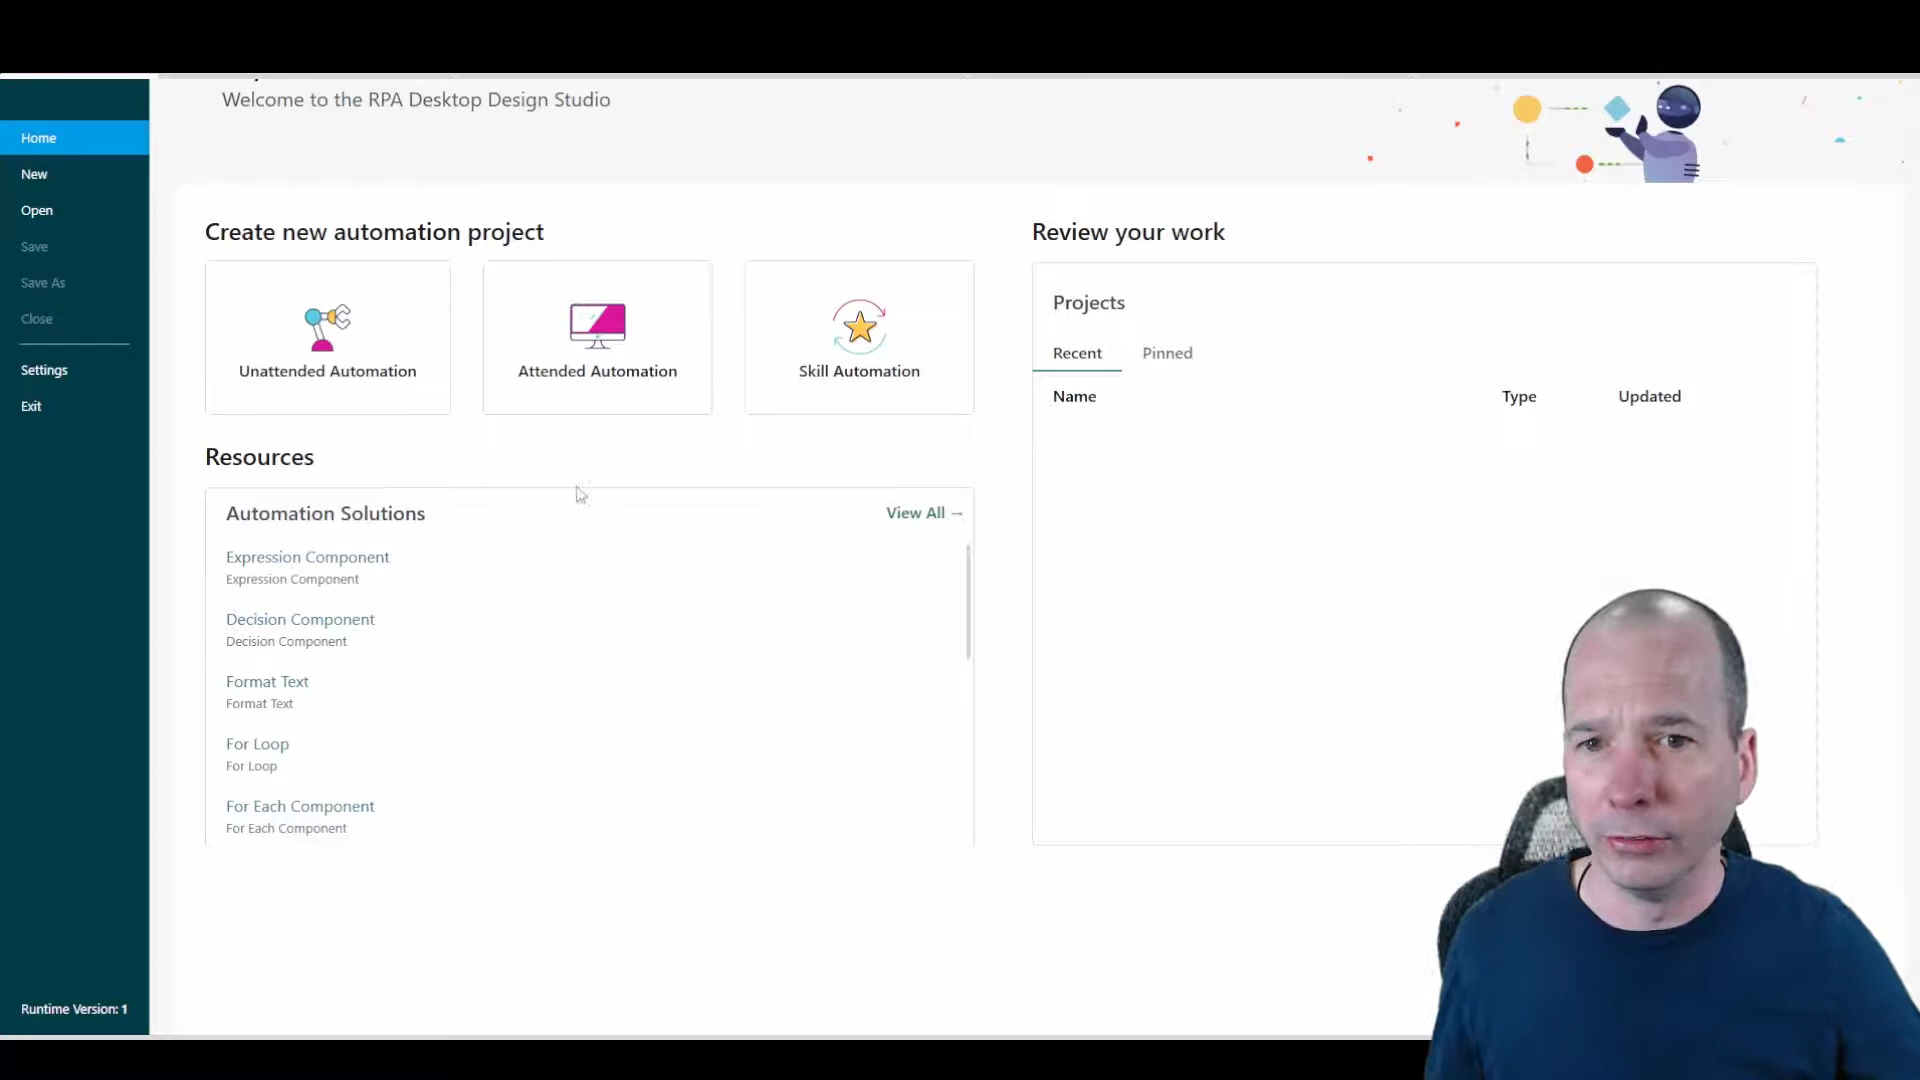 Welcome to the RPA Desktop Design Studio
Home
New
Open
Save
Save As
Close
Settings
Exit
Runtime Version: 1
Create new automation project
Unattended Automation
Attended Automation
Skill Automation
Resources
Automation Solutions
View All →
Expression Component
Expression Component
Decision Component
Decision Component
Format Text
Format Text
For Loop
For Loop
For Each Component
For Each Component
Review your work
Projects
Recent Pinned
Name Type Updated